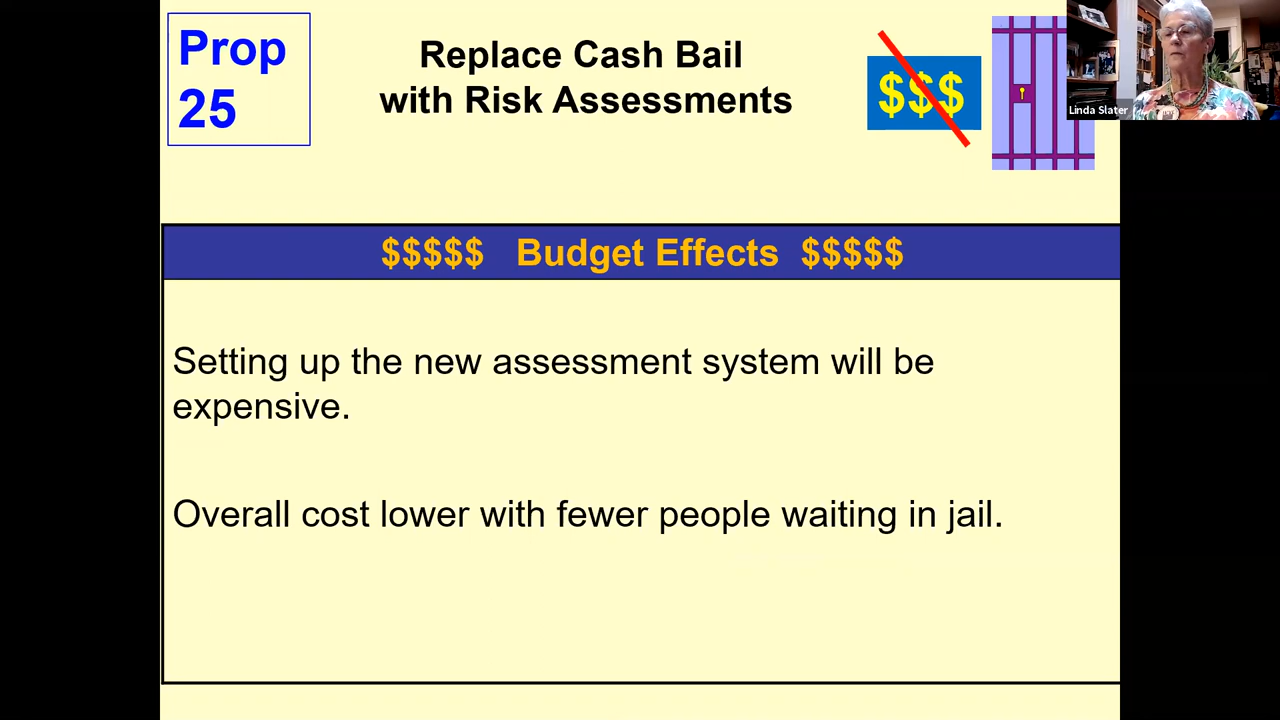 Prop
25
Replace Cash Bail
with Risk Assessments
$$$
Linda Slater
$$$$$ Budget Effects $$$$$
Setting up the new assessment system will be
expensive.
Overall cost lower with fewer people waiting in jail.